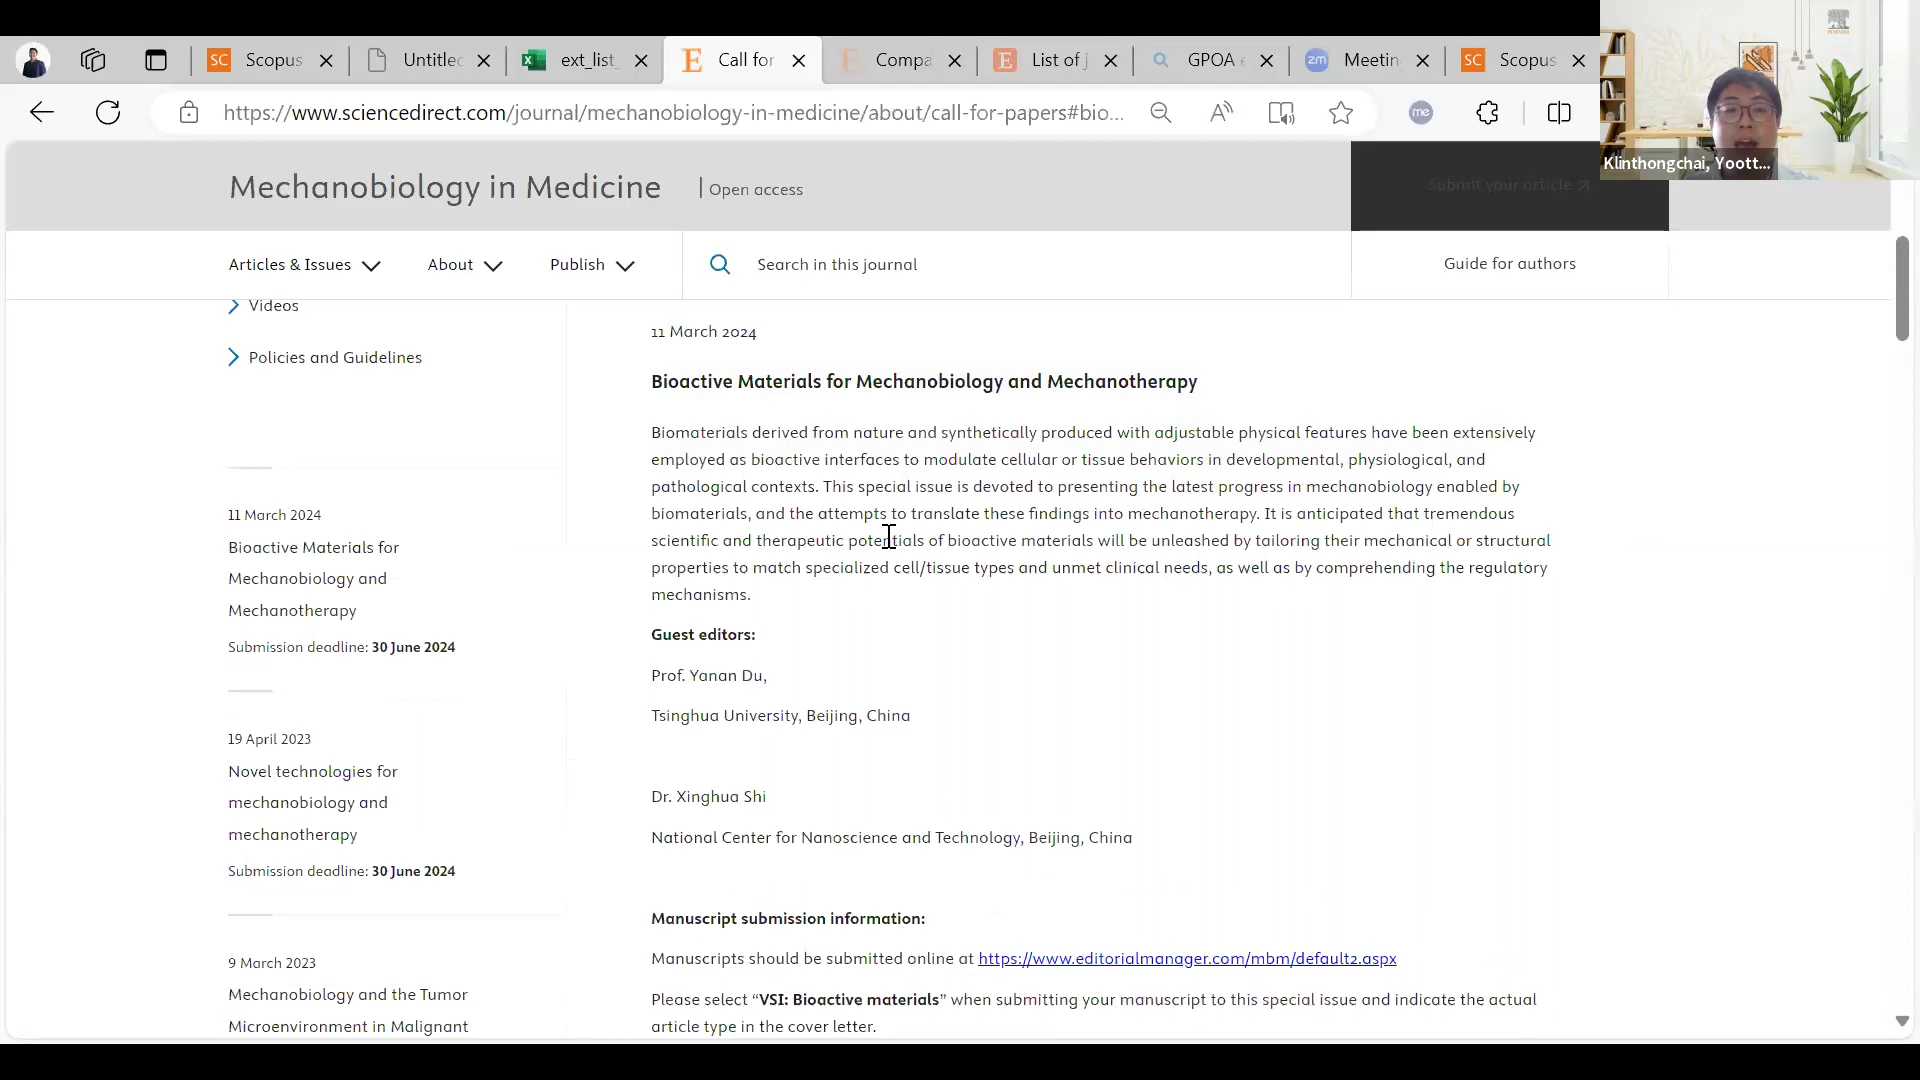 Scopus
Untitled
ext_list_
Call for
Compa
List of j
GPOA e
Meetin
Scopus
https://www.sciencedirect.com/journal/mechanobiology-in-medicine/about/call-for-papers#bio...
me
Klinthongchai, Yoott...
Mechanobiology in Medicine
Open access
Submit your article
Articles & Issues
About
Publish
Search in this journal
Guide for authors
Videos
Policies and Guidelines
11 March 2024
Bioactive Materials for
Mechanobiology and
Mechanotherapy
Submission deadline: 30 June 2024
19 April 2023
Novel technologies for
mechanobiology and
mechanotherapy
Submission deadline: 30 June 2024
9 March 2023
Mechanobiology and the Tumor
Microenvironment in Malignant
11 March 2024
Bioactive Materials for Mechanobiology and Mechanotherapy
Biomaterials derived from nature and synthetically produced with adjustable physical features have been extensively
employed as bioactive interfaces to modulate cellular or tissue behaviors in developmental, physiological, and
pathological contexts. This special issue is devoted to presenting the latest progress in mechanobiology enabled by
biomaterials, and the attempts to translate these findings into mechanotherapy. It is anticipated that tremendous
scientific and therapeutic potentials of bioactive materials will be unleashed by tailoring their mechanical or structural
properties to match specialized cell/tissue types and unmet clinical needs, as well as by comprehending the regulatory
mechanisms.
Guest editors:
Prof. Yanan Du,
Tsinghua University, Beijing, China
Dr. Xinghua Shi
National Center for Nanoscience and Technology, Beijing, China
Manuscript submission information:
Manuscripts should be submitted online at https://www.editorialmanager.com/mbm/default2.aspx
Please select “VSI: Bioactive materials” when submitting your manuscript to this special issue and indicate the actual
article type in the cover letter.